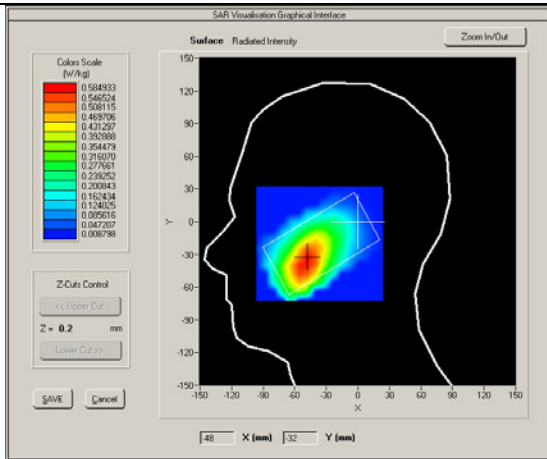 SAR Visualisation Graphical Interface
Surface Radiated Intensity
Zoom In/Out
Colors Scale
(W/kg)
0.584933
0.546524
0.508115
0.469706
0.431297
0.392888
0.354479
0.316070
0.277661
0.239252
0.200843
0.162434
0.124025
0.085616
0.047207
0.008798
Z-Cuts Control
<< Upper Cut
Z = 0.2 mm
Lower Cut >>
SAVE Cancel
150
120
90
60
30
0
-30
-60
-90
-120
-150
Y
-150 -120 -90 -60 -30 0 30 60 90 120 150
X
-48 X (mm) -32 Y (mm)